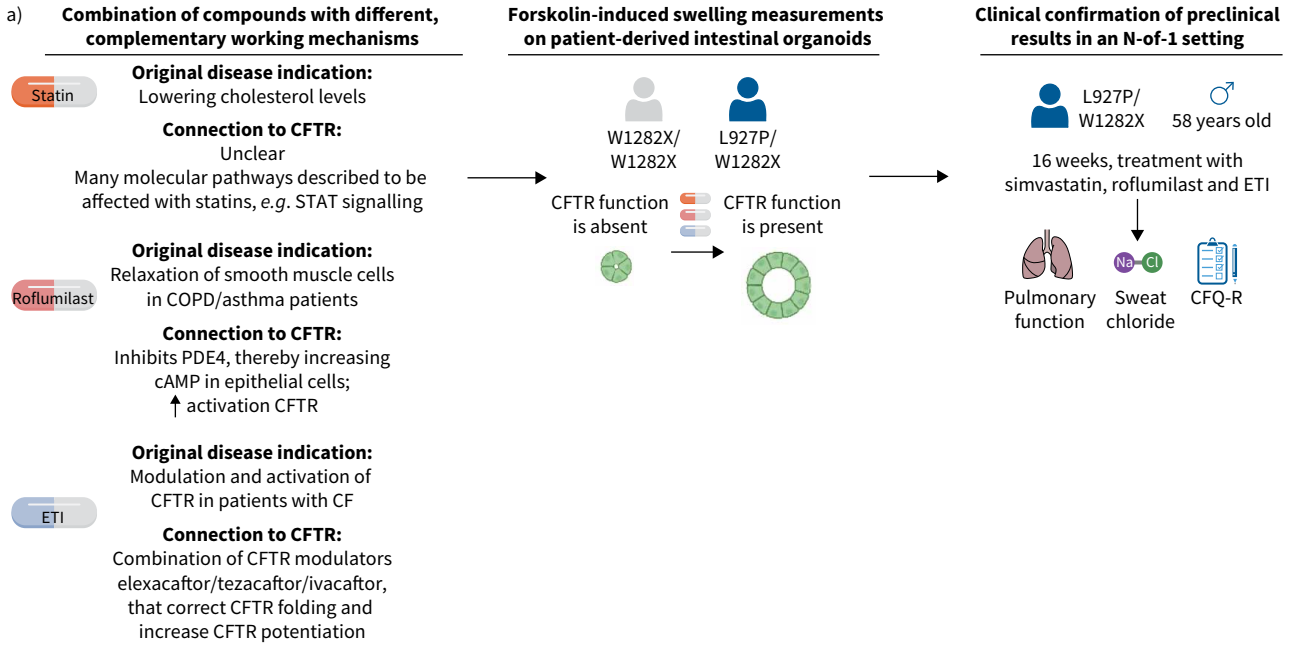 a)
Combination of compounds with different,
complementary working mechanisms
Statin
Original disease indication:
Lowering cholesterol levels
Connection to CFTR:
Unclear
Many molecular pathways described to be
affected with statins, e.g. STAT signalling
Roflumilast
Original disease indication:
Relaxation of smooth muscle cells
in COPD/asthma patients
Connection to CFTR:
Inhibits PDE4, thereby increasing
cAMP in epithelial cells;
↑ activation CFTR
ETI
Original disease indication:
Modulation and activation of
CFTR in patients with CF
Connection to CFTR:
Combination of CFTR modulators
elexacaftor/tezacaftor/ivacaftor,
that correct CFTR folding and
increase CFTR potentiation
Forskolin-induced swelling measurements
on patient-derived intestinal organoids
W1282X/
W1282X
L927P/
W1282X
CFTR function
is absent
CFTR function
is present
Clinical confirmation of preclinical
results in an N-of-1 setting
L927P/
W1282X
58 years old
16 weeks, treatment with
simvastatin, roflumilast and ETI
Pulmonary
function
Na Cl
Sweat
chloride
CFQ-R